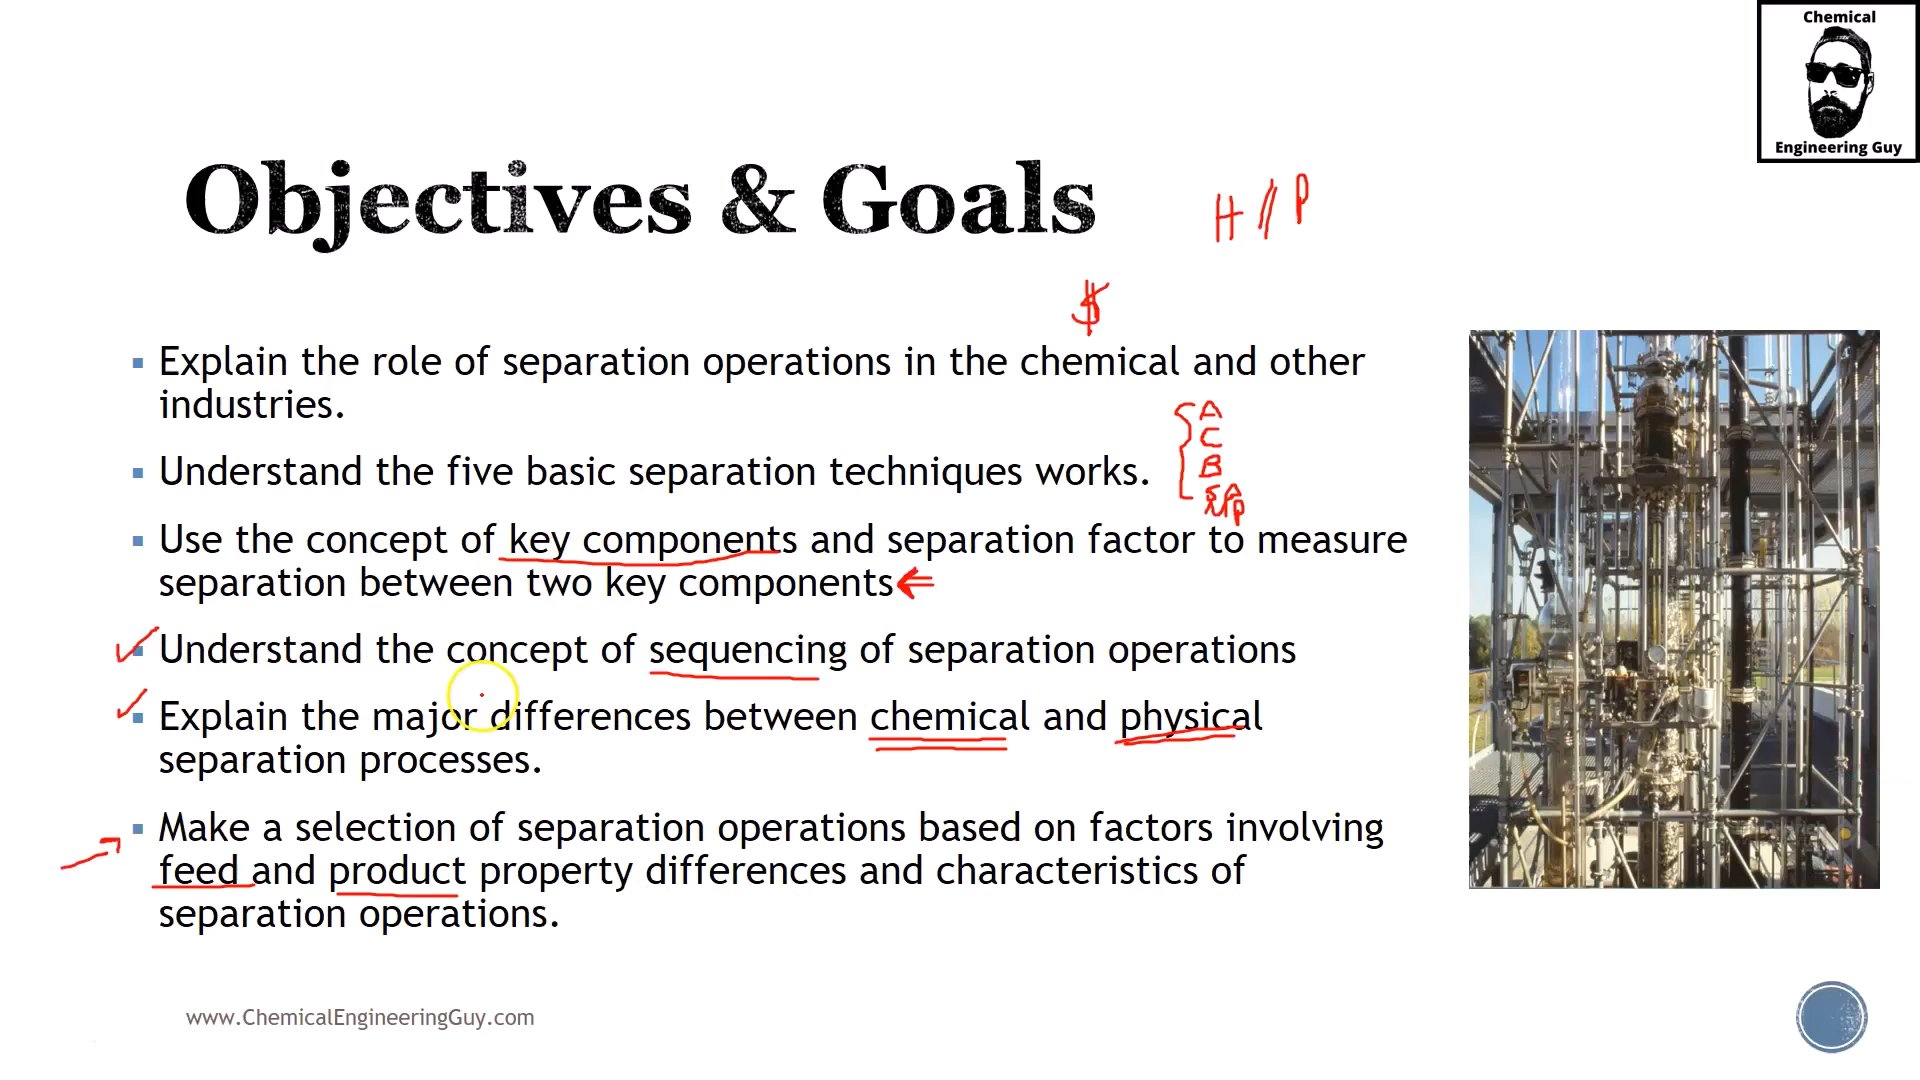 Chemical
Engineering Guy
Objectives & Goals
H // P
$
Explain the role of separation operations in the chemical and other
industries.
A
C
B
Understand the five basic separation techniques works.
Use the concept of key components and separation factor to measure
separation between two key components
Understand the concept of sequencing of separation operations
Explain the major differences between chemical and physical
separation processes.
Make a selection of separation operations based on factors involving
feed and product property differences and characteristics of
separation operations.
www.ChemicalEngineeringGuy.com